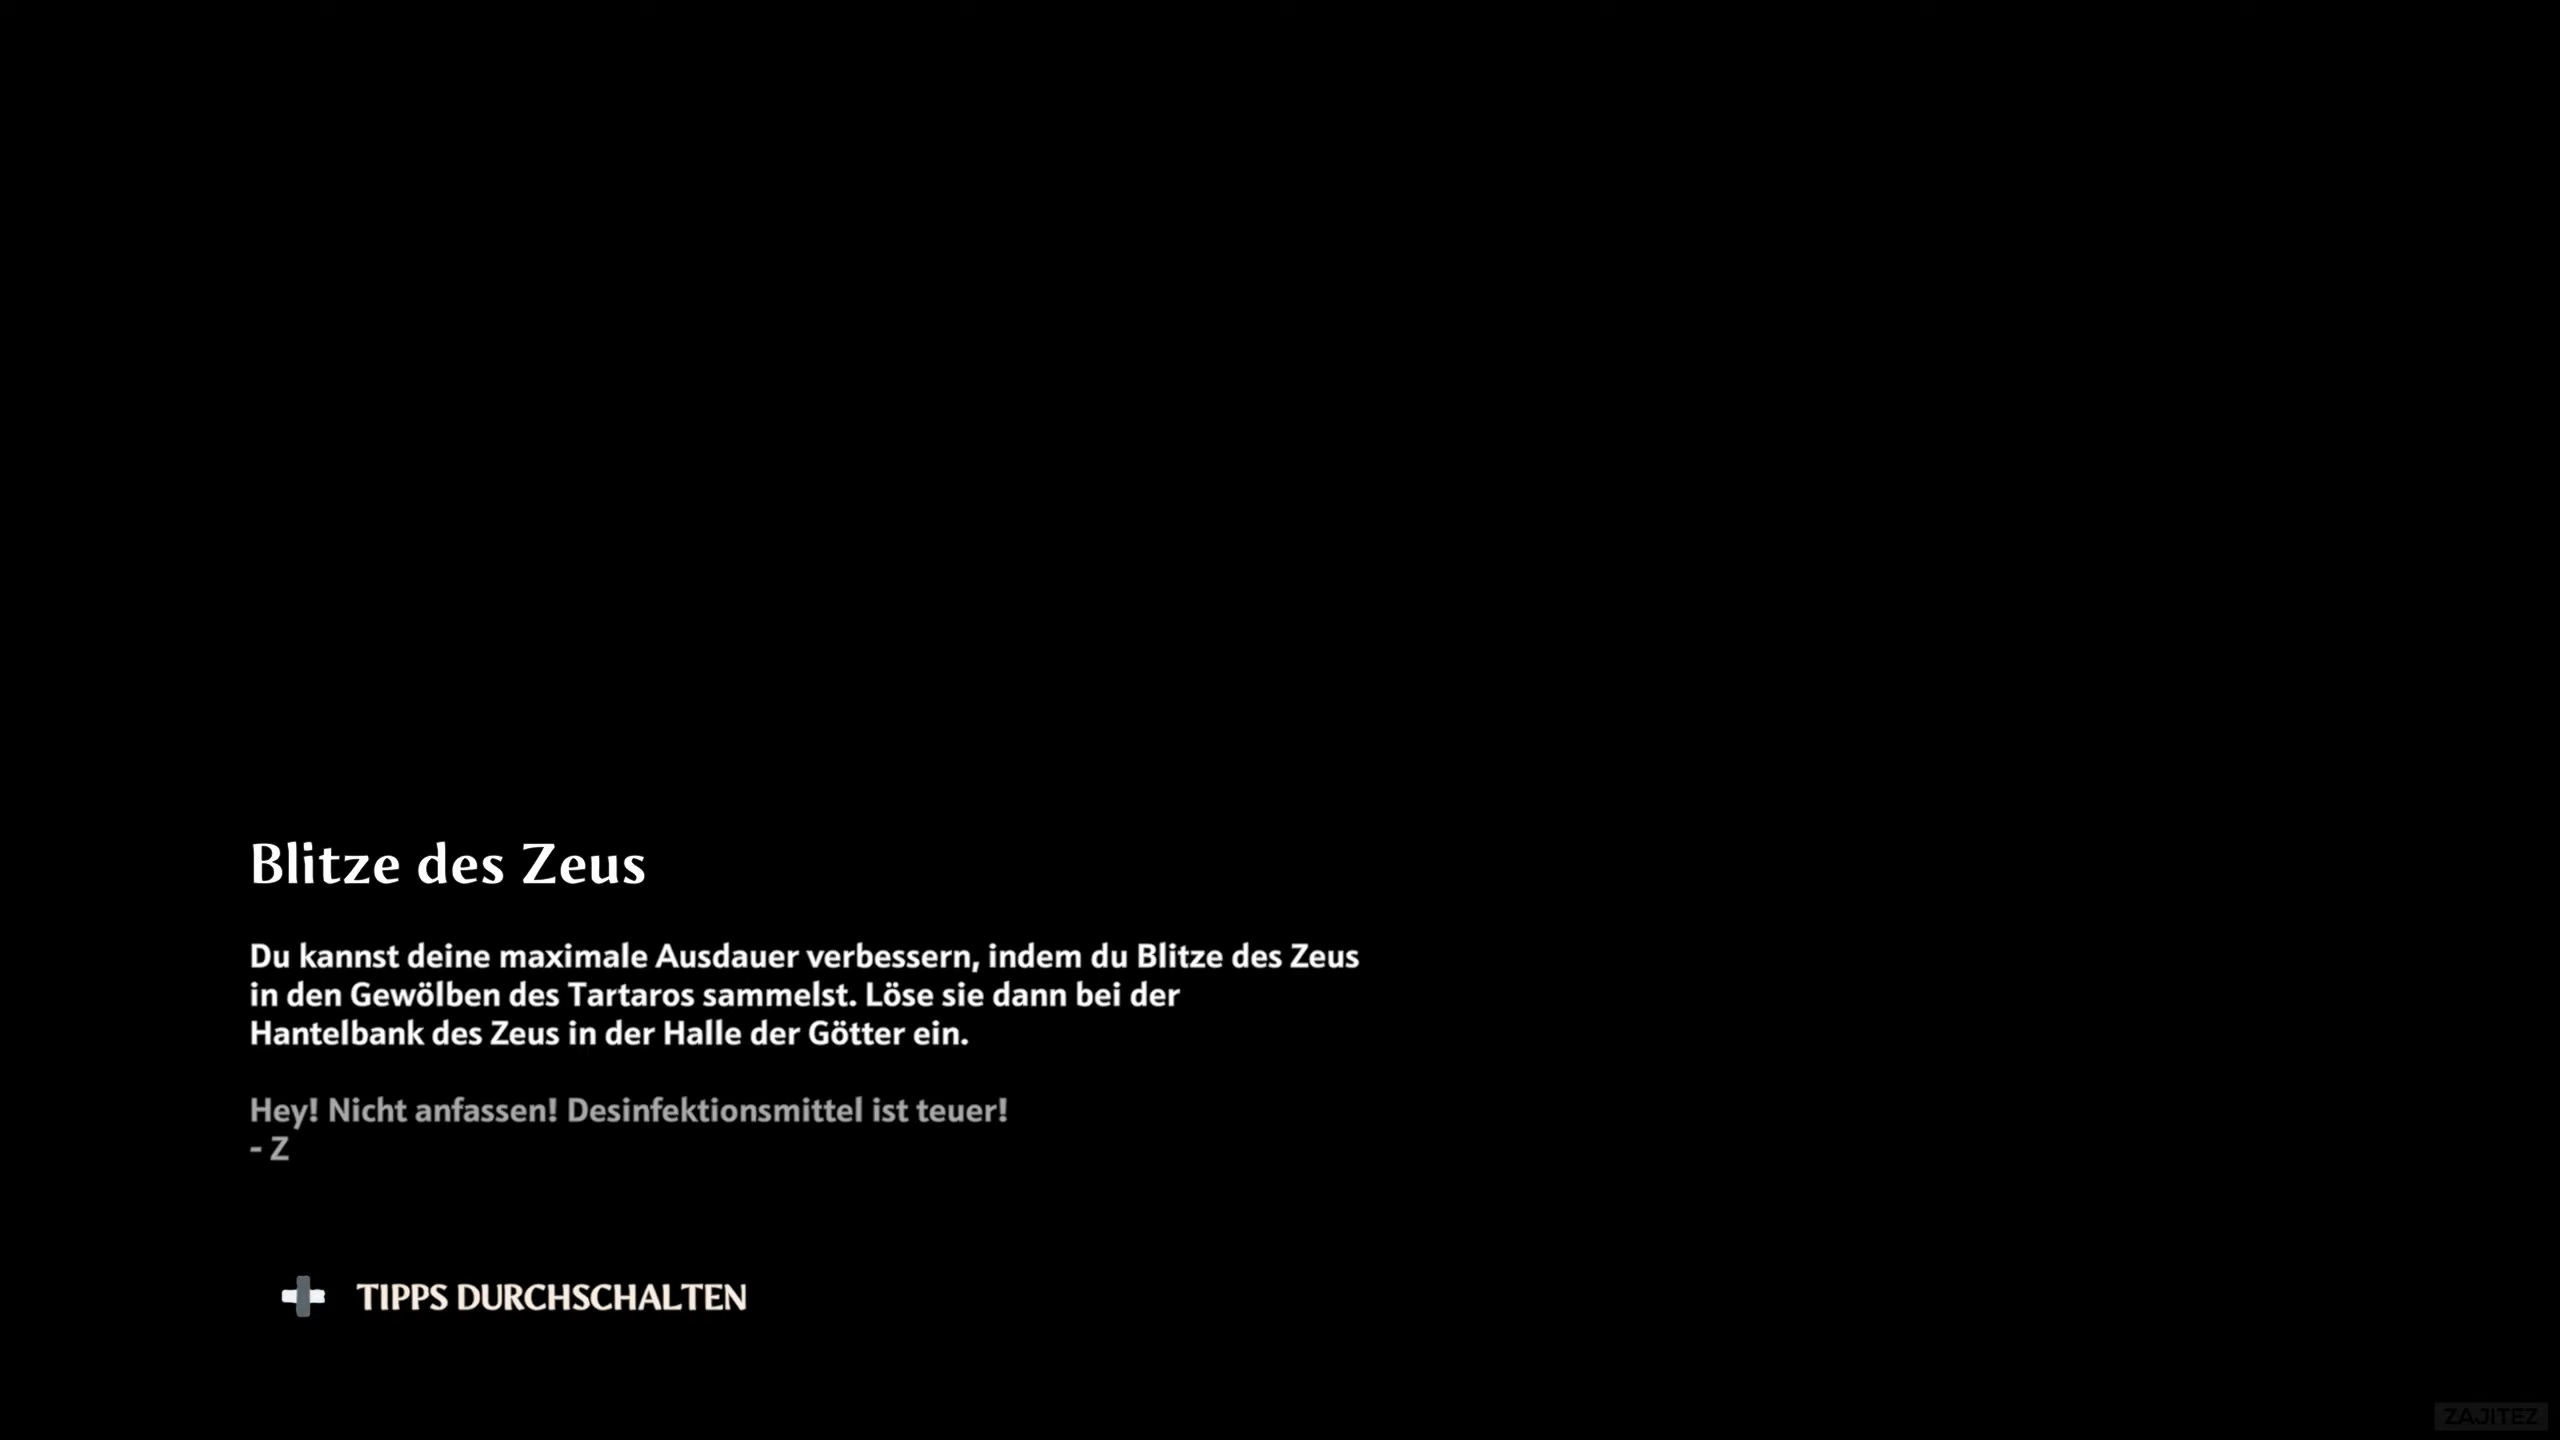 Blitze des Zeus
Du kannst deine maximale Ausdauer verbessern, indem du Blitze des Zeus
in den Gewölben des Tartaros sammelst. Löse sie dann bei der
Hantelbank des Zeus in der Halle der Götter ein.
Hey! Nicht anfassen! Desinfektionsmittel ist teuer!
- Z
TIPPS DURCHSCHALTEN
ZAJITEZ